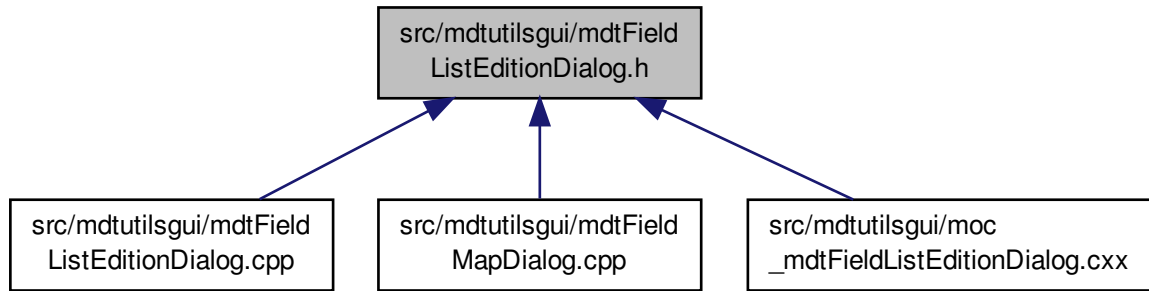 src/mdtutilsgui/mdtField
ListEditionDialog.h
src/mdtutilsgui/mdtField
ListEditionDialog.cpp
src/mdtutilsgui/mdtField
MapDialog.cpp
src/mdtutilsgui/moc
_mdtFieldListEditionDialog.cxx